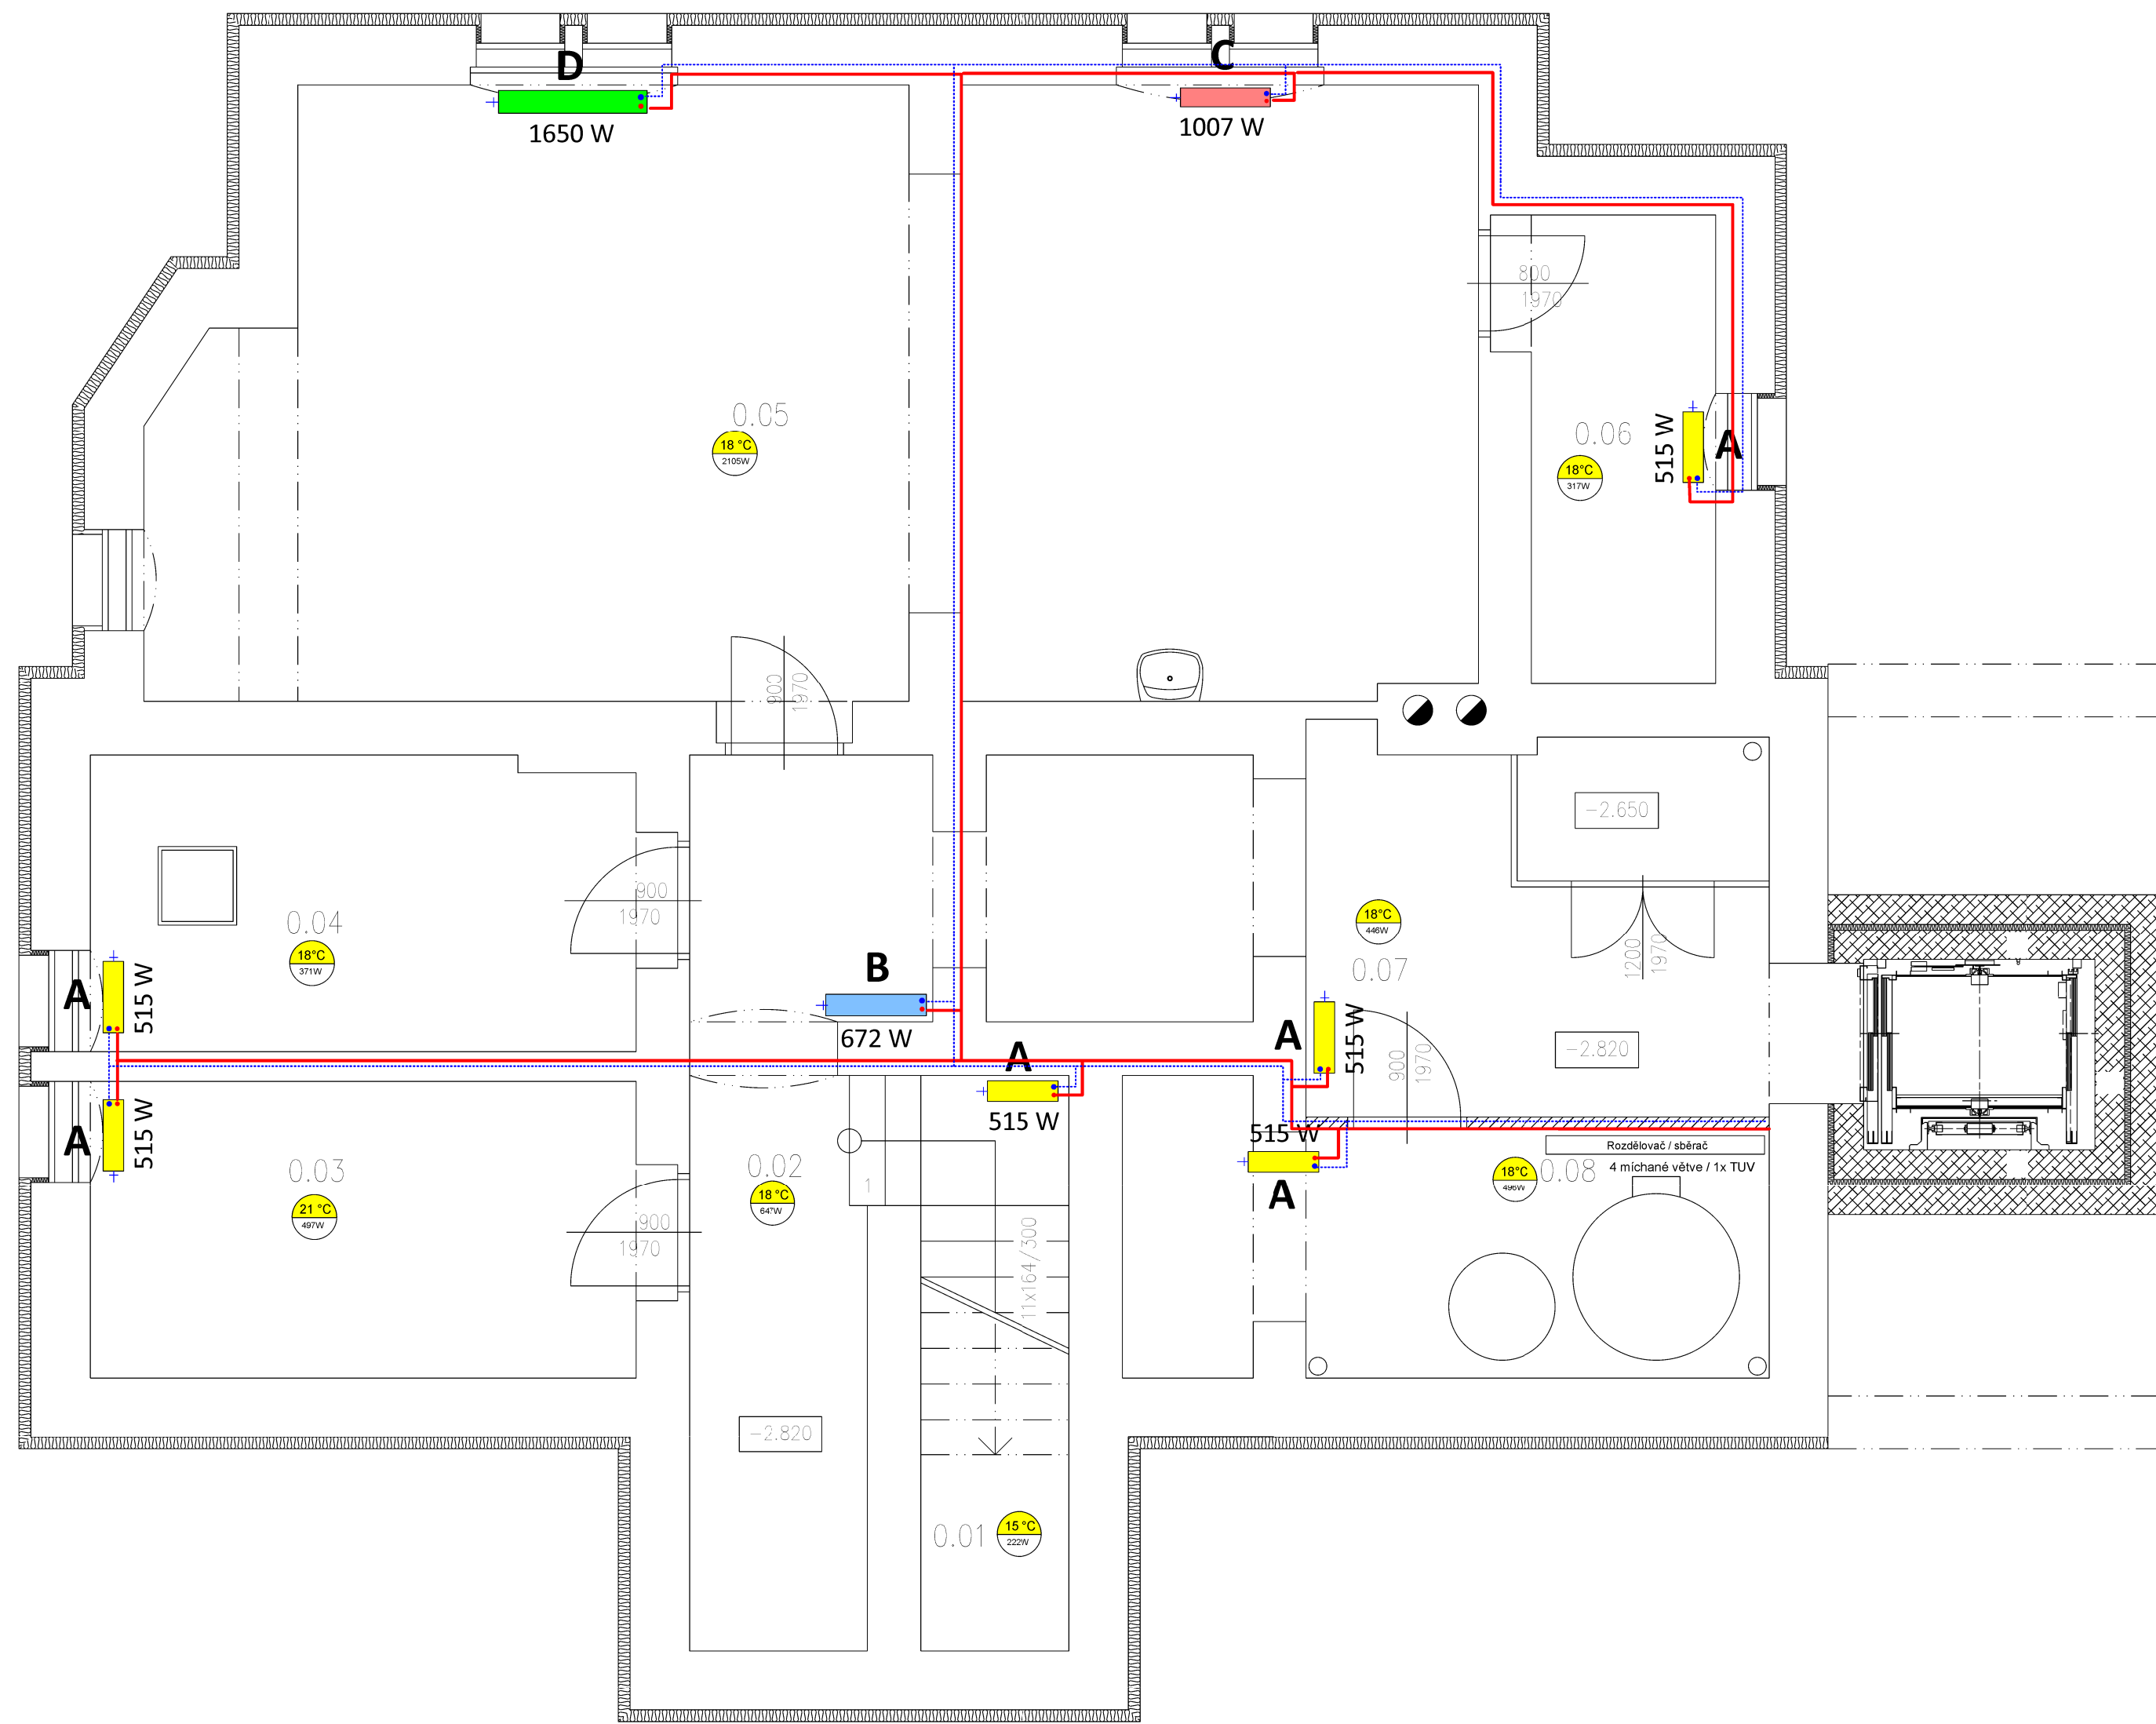 D
C
1650 W
1007 W
800
1970
0.05
18 °C
2105W
0.06
18°C
317W
515 W
A
900
1970
-2.650
0.04
18°C
371W
900
1970
18°C
446W
0.07
1200
1970
A
515 W
B
672 W
A
515 W
A
515 W
900
1970
-2.820
A
515 W
515 W
A
Rozdělovač / sběrač
4 míchané větve / 1x TUV
18°C
0.08
0.03
21 °C
497W
900
1970
0.02
18 °C
647W
1
11x164/300
-2.820
0.01
15 °C
222W